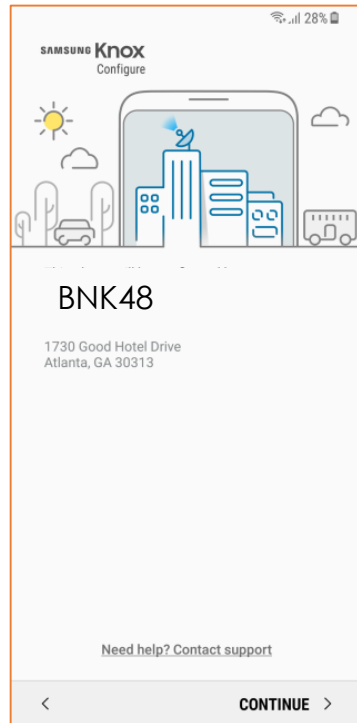 28%
SAMSUNG Knox
Configure
BNK48
1730 Good Hotel Drive
Atlanta, GA 30313
Need help? Contact support
< CONTINUE >